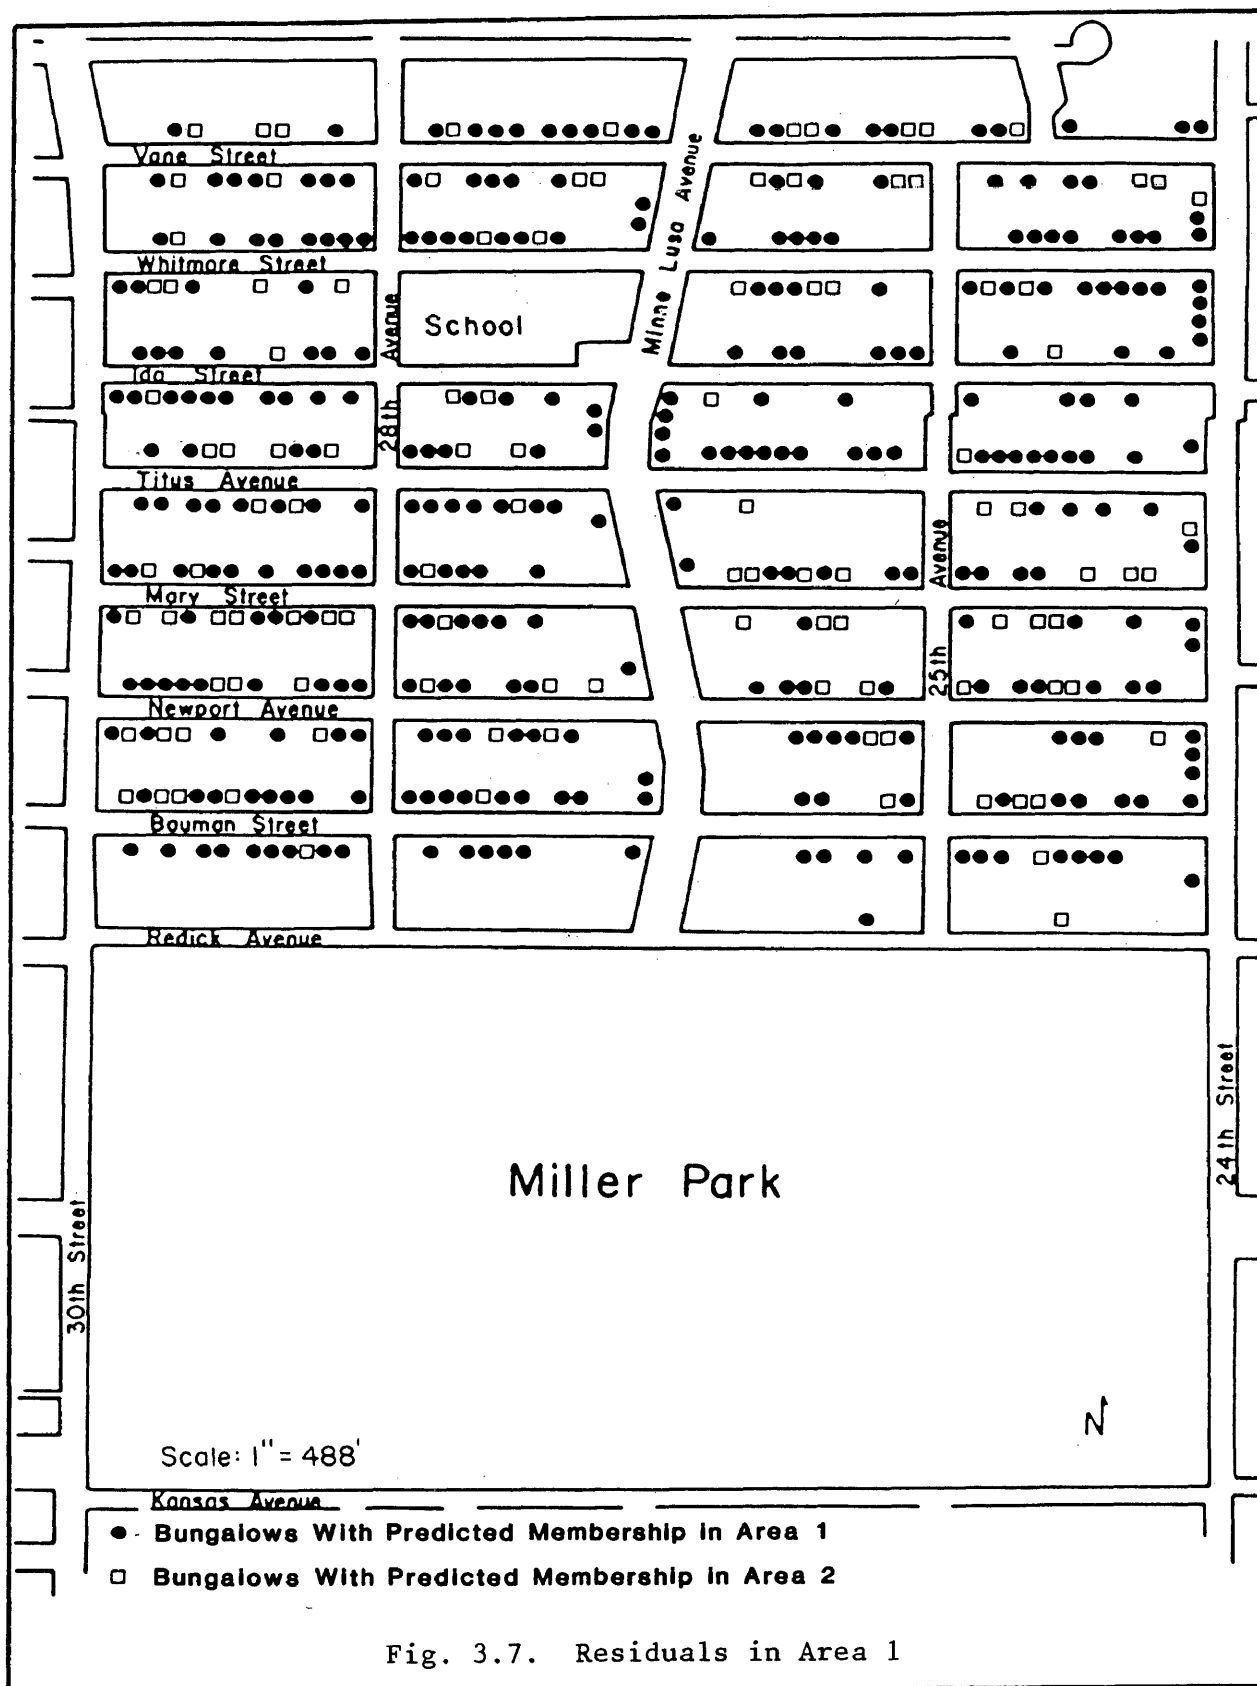 Vane Street
Minne Lusa Avenue
Whitmore Street
School
28th Avenue
Ida Street
Titus Avenue
25th Avenue
Mary Street
Newport Avenue
Bauman Street
Redick Avenue
Miller Park
24th Street
30th Street
N
Scale: 1" = 488'
Kansas Avenue
Bungalows With Predicted Membership in Area 1
Bungalows With Predicted Membership in Area 2
Fig. 3.7. Residuals in Area 1